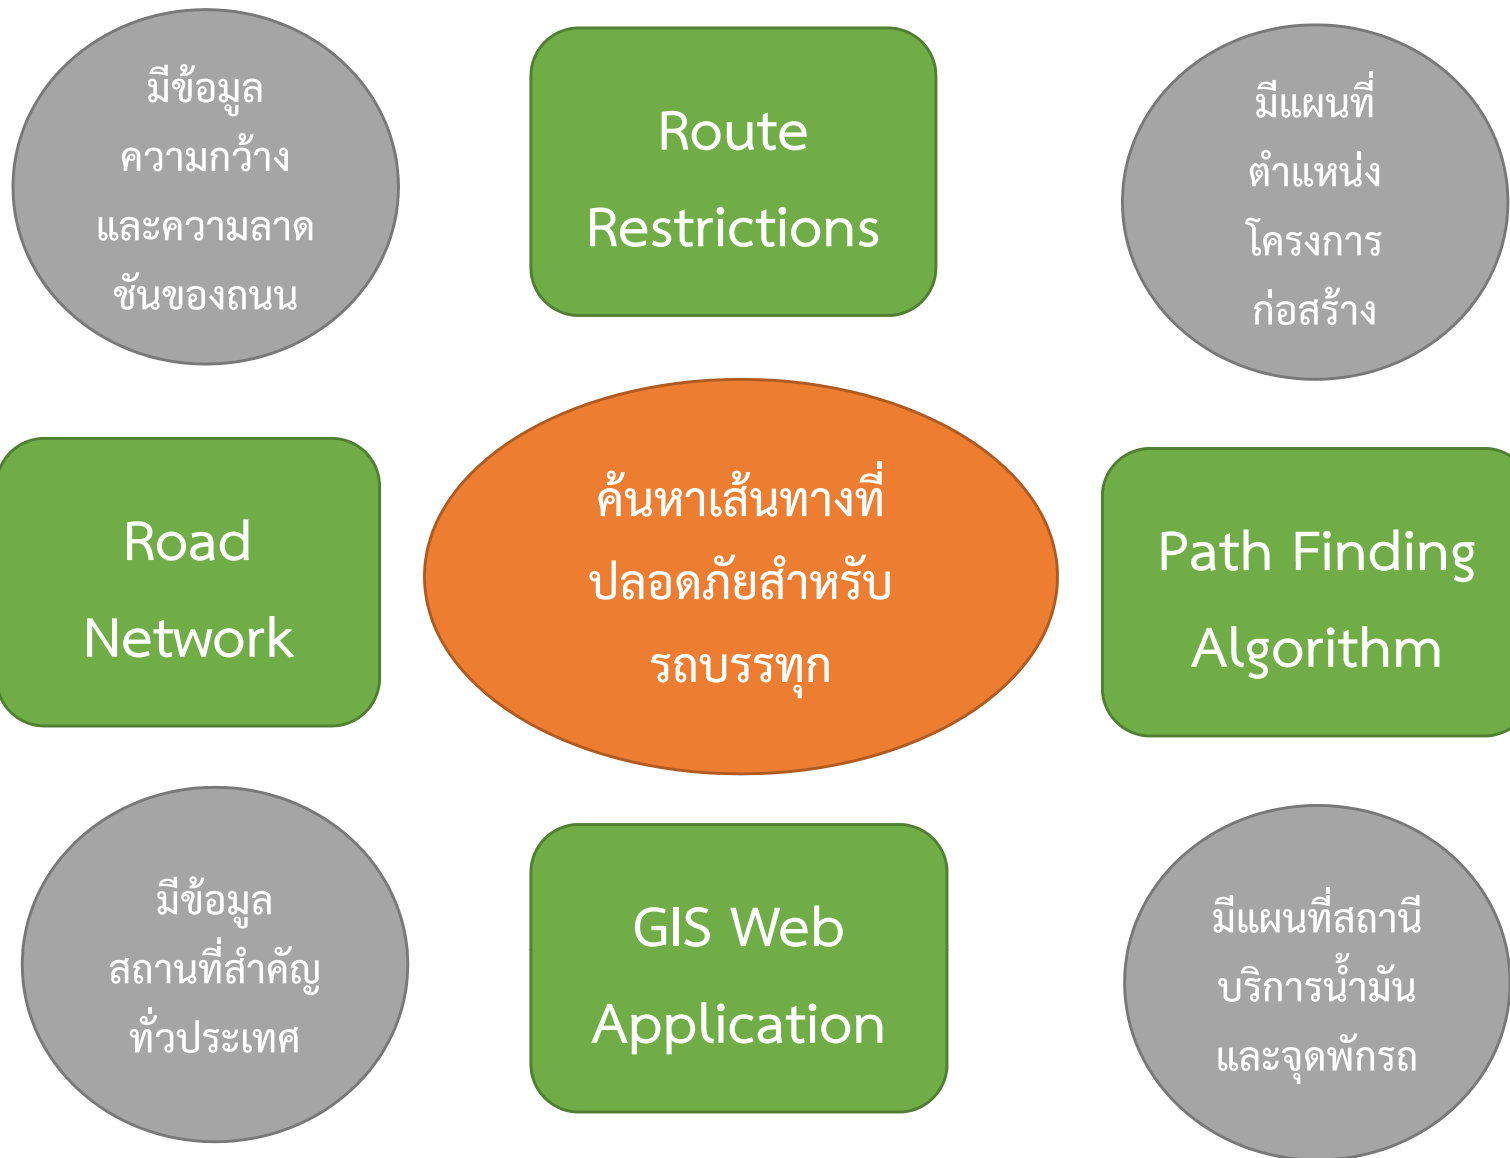 มีข้อมูล
ความกว้าง
และความลาด
ชันของถนน
Route
Restrictions
มีแผนที่
ตำแหน่ง
โครงการ
ก่อสร้าง
Road
Network
ค้นหาเส้นทางที่
ปลอดภัยสำหรับ
รถบรรทุก
Path Finding
Algorithm
มีข้อมูล
สถานที่สำคัญ
ทั่วประเทศ
GIS Web
Application
มีแผนที่สถานี
บริการน้ำมัน
และจุดพักรถ